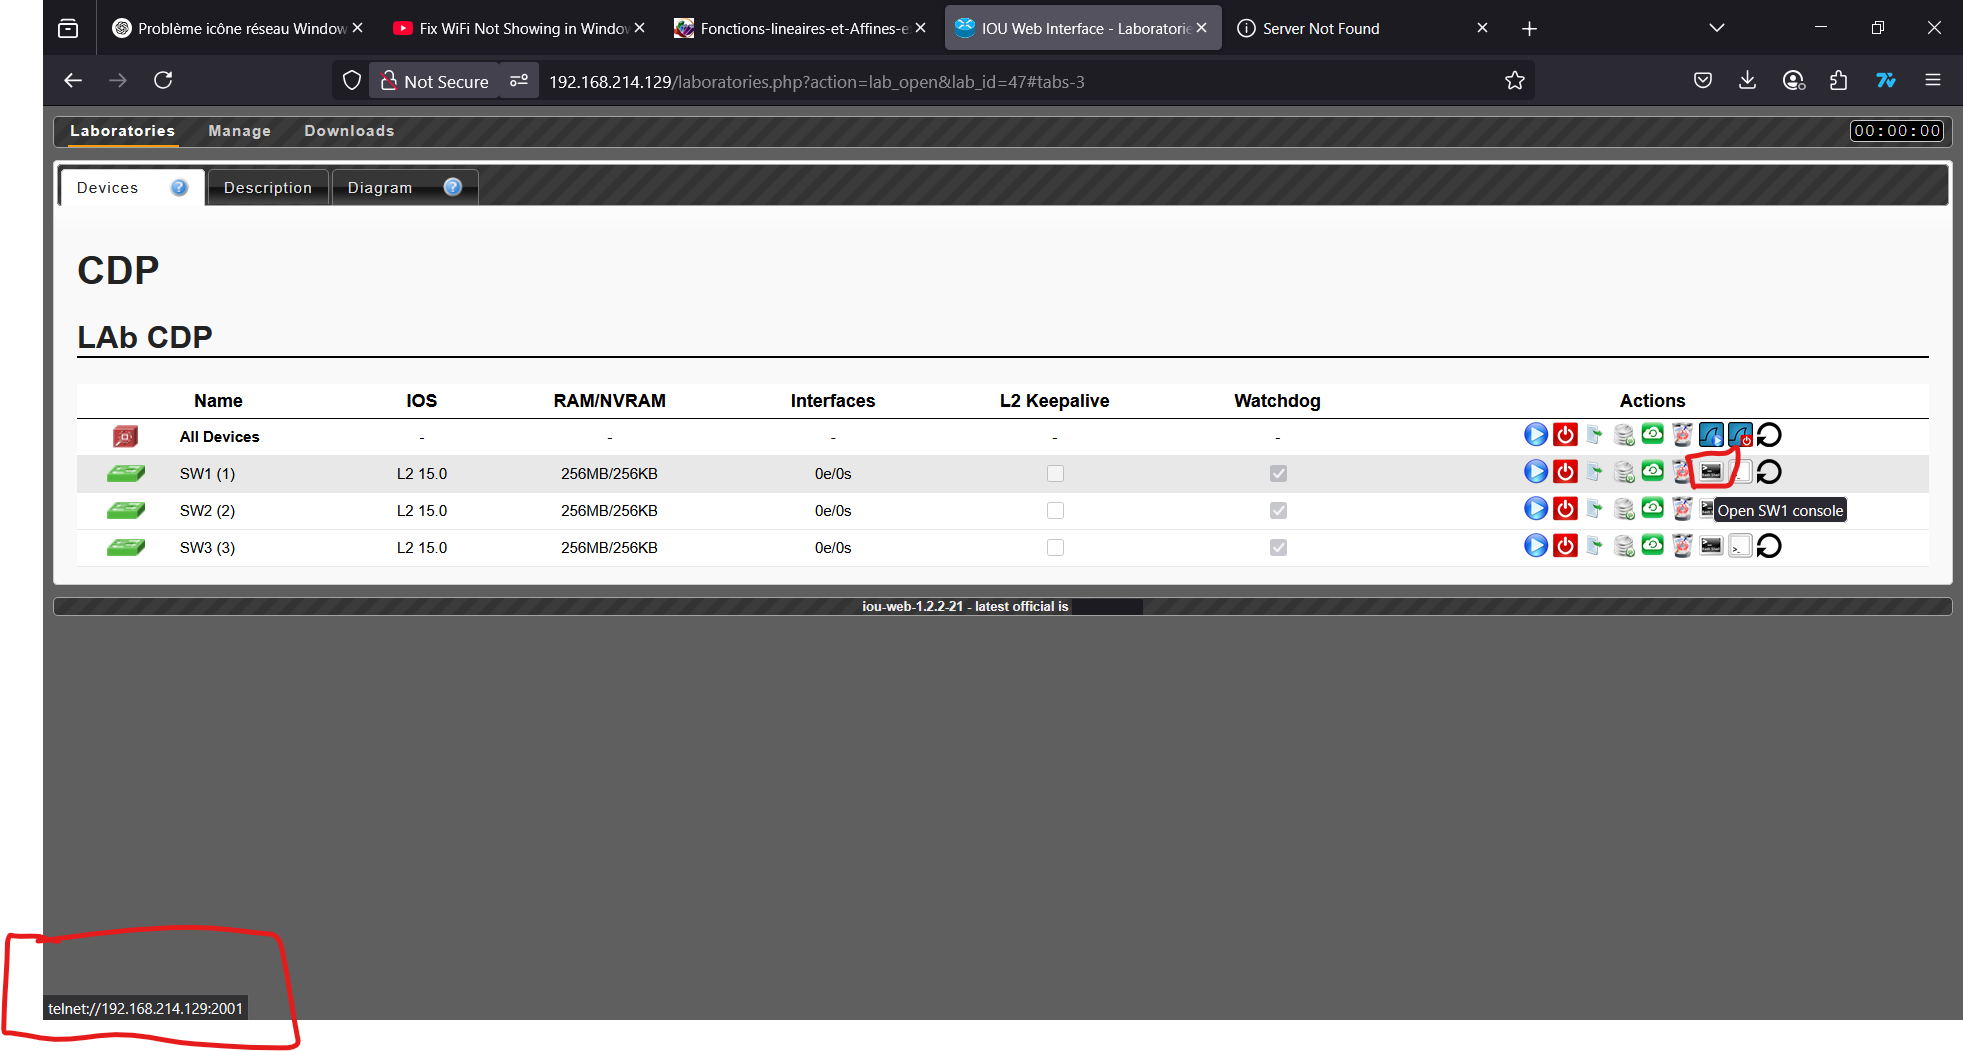 Problème icône réseau Window
Fix WiFi Not Showing in Window
Fonctions-lineaires-et-Affines-e
IOU Web Interface - Laboratorie
Server Not Found
Not Secure
192.168.214.129/laboratories.php?action=lab_open&lab_id=47#tabs-3
Laboratories Manage Downloads
00:00:00
Devices ? Description Diagram ?
CDP
LAb CDP
Name IOS RAM/NVRAM Interfaces L2 Keepalive Watchdog Actions
All Devices - - - - -
SW1 (1) L2 15.0 256MB/256KB 0e/0s
SW2 (2) L2 15.0 256MB/256KB 0e/0s
Open SW1 console
SW3 (3) L2 15.0 256MB/256KB 0e/0s
iou-web-1.2.2-21 - latest official is
telnet://192.168.214.129:2001